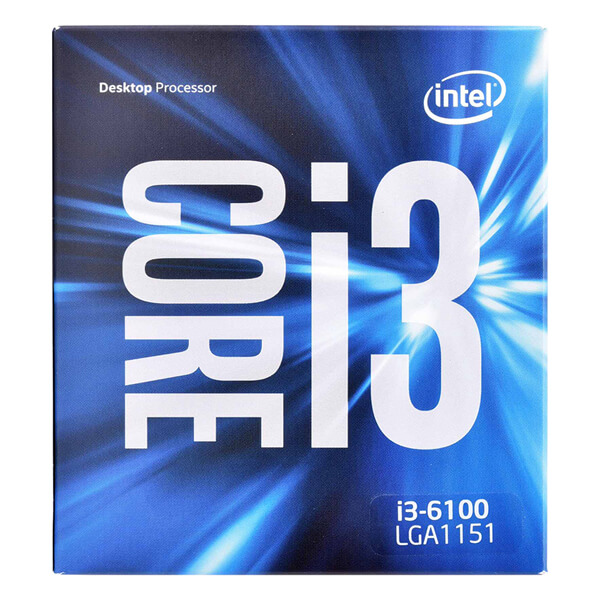 Desktop Processor
intel
CORE i3
i3-6100
LGA1151